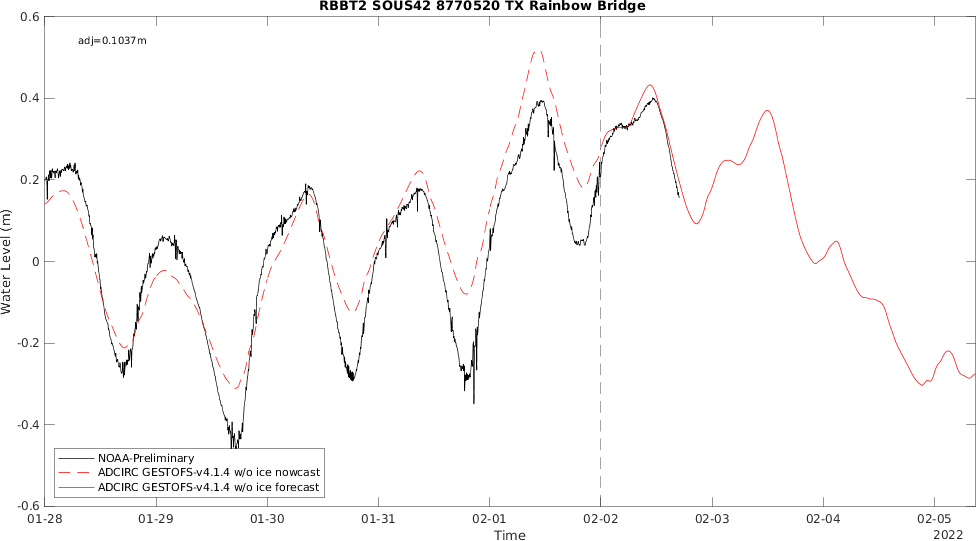 RBBT2 SOUS42 8770520 TX Rainbow Bridge
adj=0.1037m
0.6
0.4
0.2
0
-0.2
-0.4
-0.6
Water Level (m)
NOAA-Preliminary
ADCIRC GESTOFS-v4.1.4 w/o ice nowcast
ADCIRC GESTOFS-v4.1.4 w/o ice forecast
01-28 01-29 01-30 01-31 02-01 02-02 02-03 02-04 02-05
Time
2022